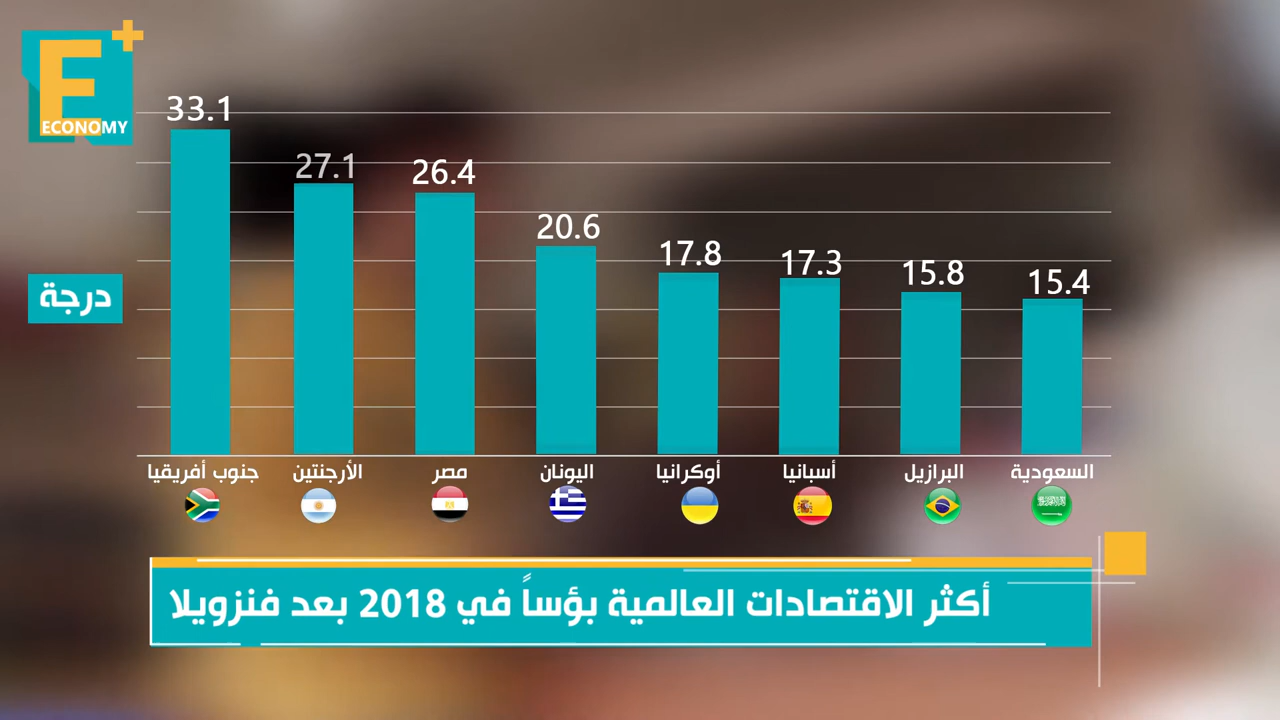 E+
ECONOMY
33.1
27.1
26.4
20.6
17.8
17.3
15.8
15.4
درجة
جنوب أفريقيا
الأرجنتين
مصر
اليونان
أوكرانيا
أسبانيا
البرازيل
السعودية
أكثر الاقتصادات العالمية بؤساً في 2018 بعد فنزويلا